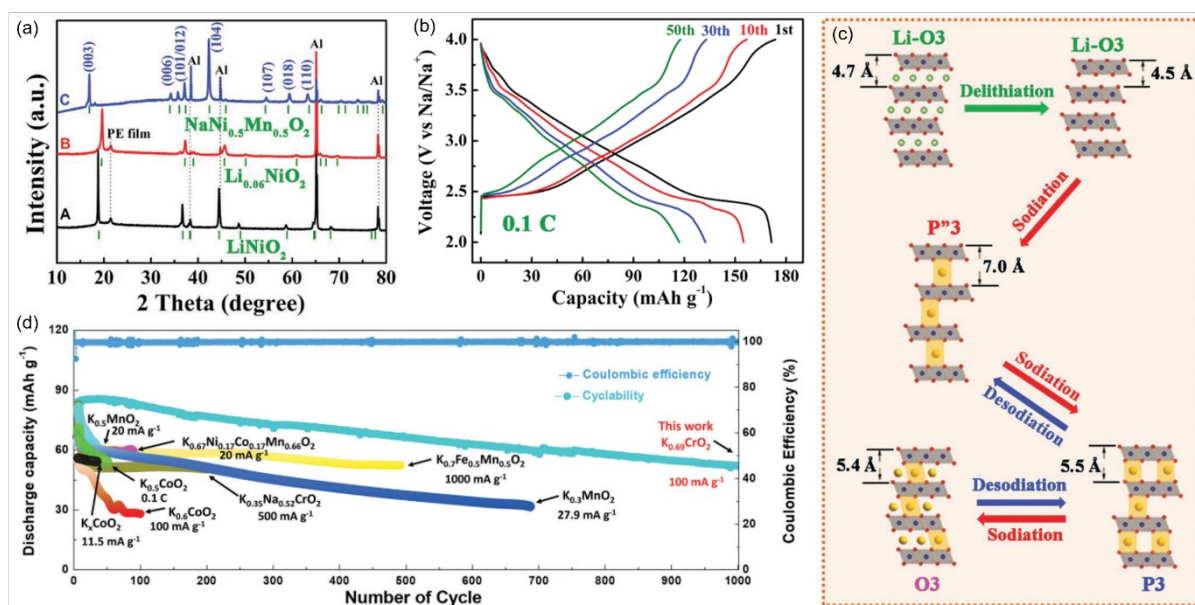 (a)
Intensity (a.u.)
(003)
(006)
(101/012)
Al
(104)
Al
(107)
(018)
(110)
Al
Al
C
NaNi0.5Mn0.5O2
B
PE film
Li0.06NiO2
A
LiNiO2
10 20 30 40 50 60 70 80
2 Theta (degree)
(b)
Voltage (V vs Na/Na+)
4.0
3.5
3.0
2.5
2.0
50th 30th 10th 1st
0.1 C
0 30 60 90 120 150 180
Capacity (mAh g-1)
(c)
Li-O3
4.7 Å
Delithiation
Li-O3
4.5 Å
Sodiation
P”3
7.0 Å
Sodiation
Desodiation
5.4 Å
O3
Desodiation
Sodiation
5.5 Å
P3
(d)
Discharge capacity (mAh g-1)
120
90
60
30
0
Coulombic efficiency
Cyclability
K0.5MnO2
20 mA g-1
K0.67Ni0.17Co0.17Mn0.66O2
20 mA g-1
K0.5CoO2
0.1 C
KxCoO2
11.5 mA g-1
K0.6CoO2
100 mA g-1
K0.35Na0.52CrO2
500 mA g-1
K0.7Fe0.5Mn0.5O2
1000 mA g-1
K0.3MnO2
27.9 mA g-1
This work
K0.69CrO2
100 mA g-1
100
80
60
40
20
0
Coulombic Efficiency (%)
0 100 200 300 400 500 600 700 800 900 1000
Number of Cycle